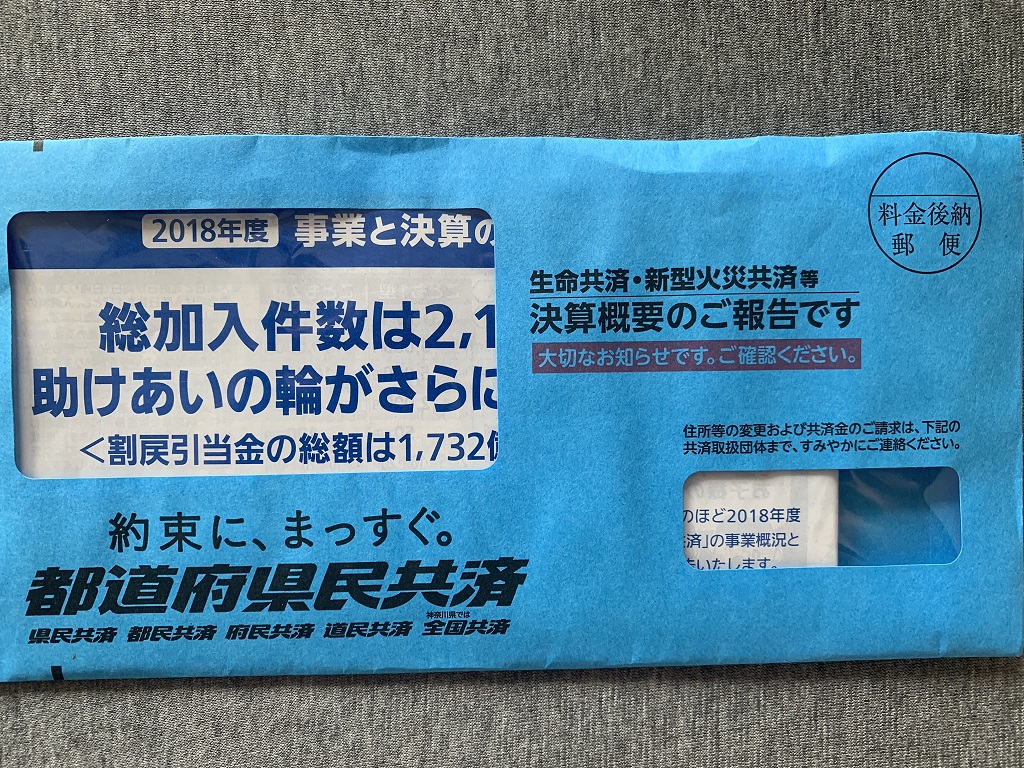 2018年度 事業と決算の
総加入件数は2,1
助けあいの輪がさらに
<割戻引当金の総額は1,732億
約束に、まっすぐ。
都道府県民共済
神奈川県では
県民共済 都民共済 府民共済 道民共済 全国共済
料金後納
郵便
生命共済・新型火災共済等
決算概要のご報告です
大切なお知らせです。ご確認ください。
住所等の変更および共済金のご請求は、下記の
共済取扱団体まで、すみやかにご連絡ください。
のほど2018年度
済」の事業概況と
いたします。